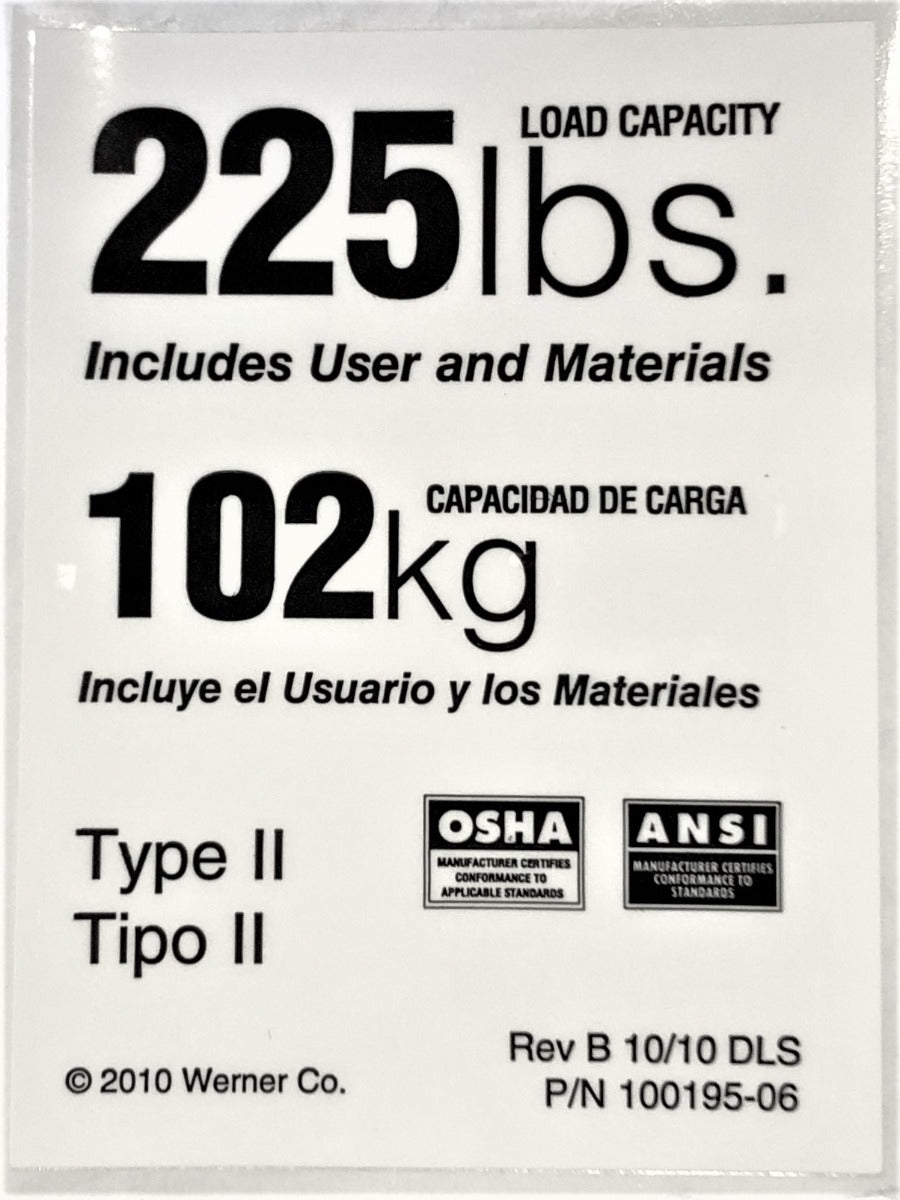 LOAD CAPACITY
225lbs.
Includes User and Materials
CAPACIDAD DE CARGA
102kg
Incluye el Usuario y los Materiales
Type II
Tipo II
OSHA
MANUFACTURER CERTIFIES
CONFORMANCE TO
APPLICABLE STANDARDS
ANSI
MANUFACTURER CERTIFIES
CONFORMANCE TO
STANDARDS
© 2010 Werner Co.
Rev B 10/10 DLS
P/N 100195-06